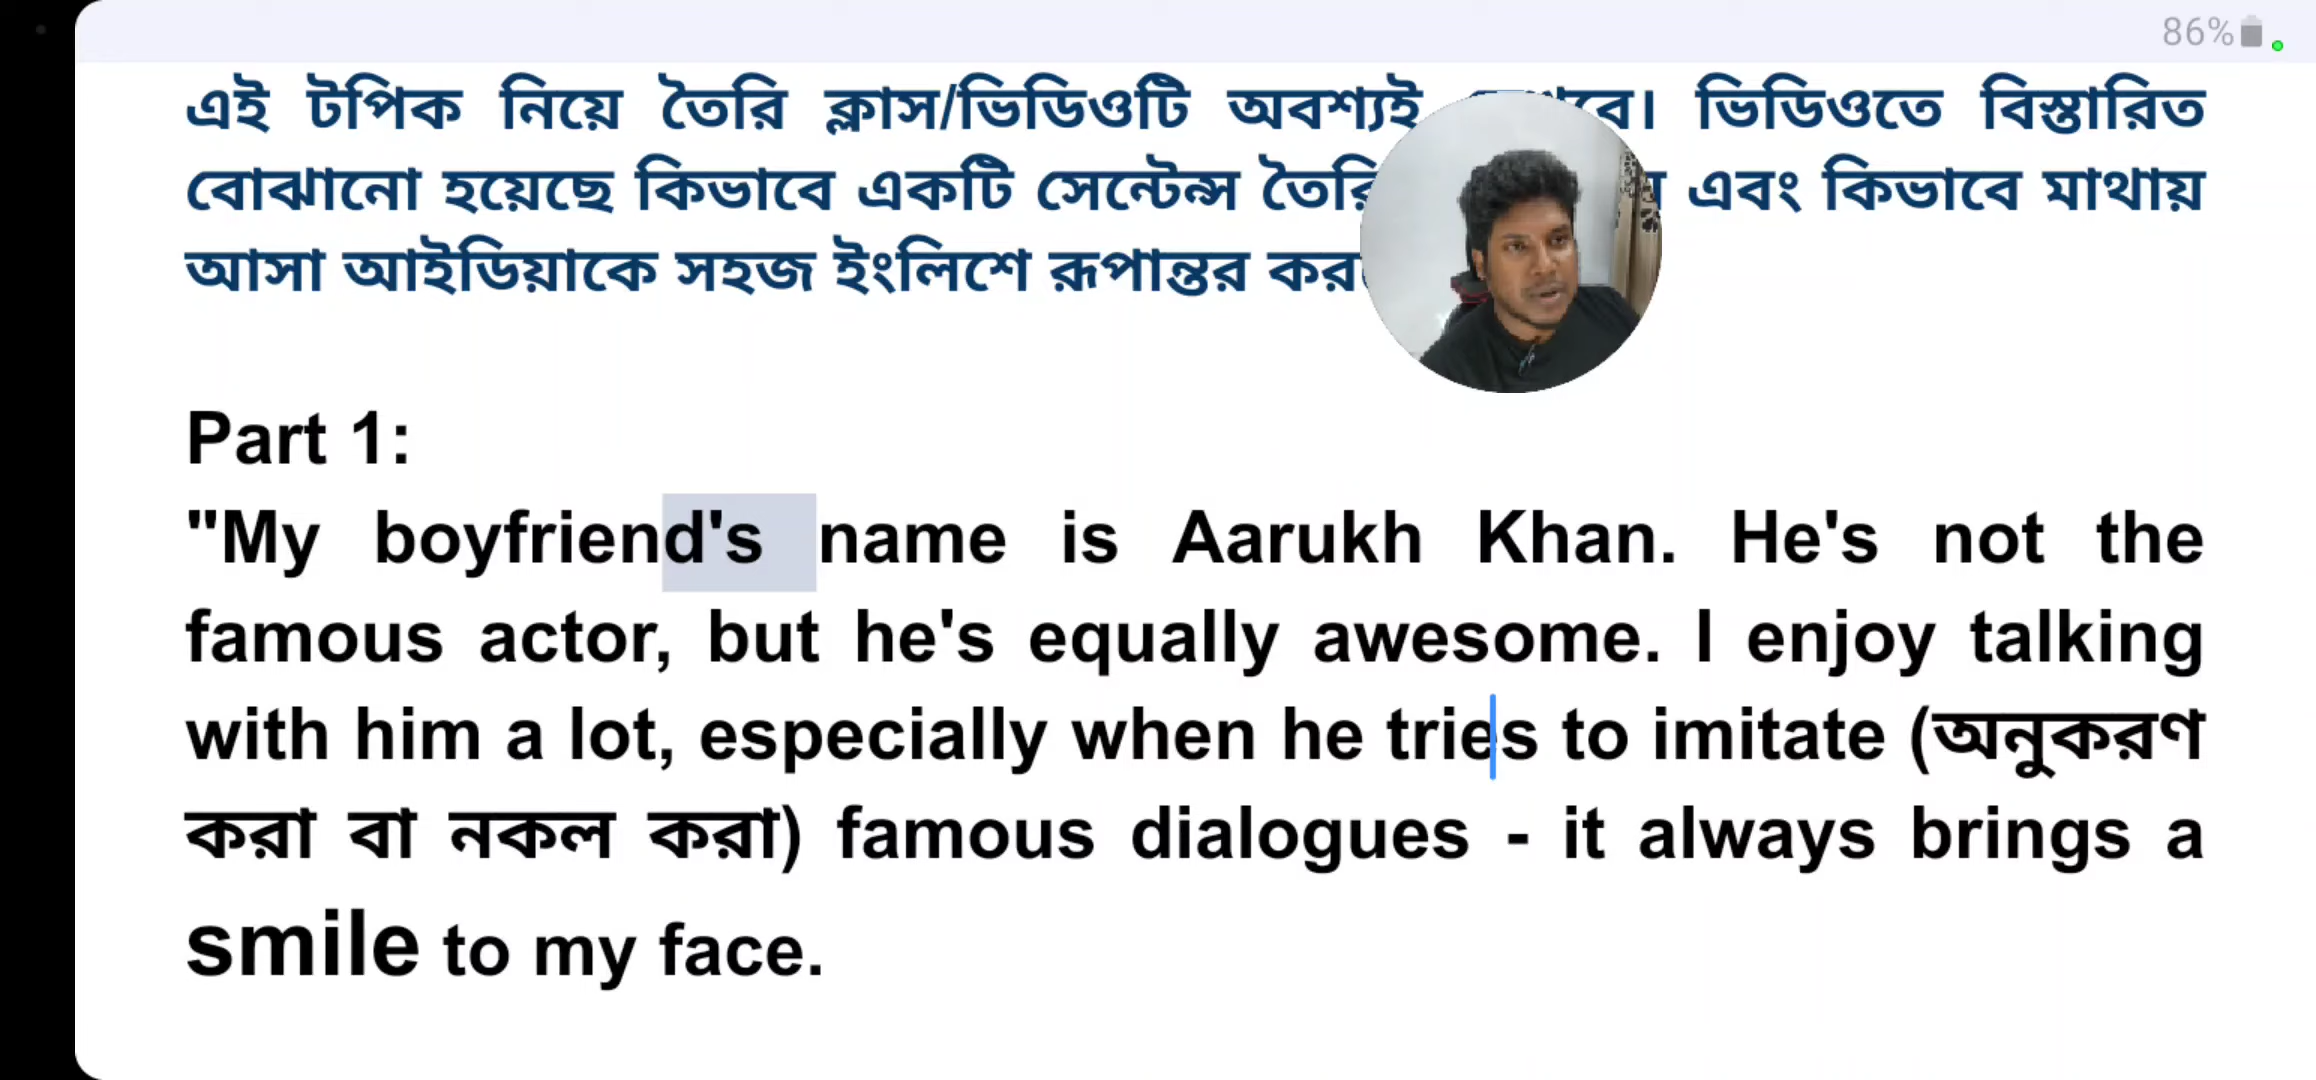 86%
এই টপিক নিয়ে তৈরি ক্লাস/ভিডিওটি অবশ্যই ভিডিওতে বিস্তারিত
বোঝানো হয়েছে কিভাবে একটি সেন্টেন্স এবং কিভাবে মাথায়
আসা আইডিয়াকে সহজ ইংলিশে রূপান্তর
Part 1:
"My boyfriend's name is Aarukh Khan. He's not the
famous actor, but he's equally awesome. I enjoy talking
with him a lot, especially when he tries to imitate (অনুকরণ
করা বা নকল করা) famous dialogues - it always brings a
smile to my face.